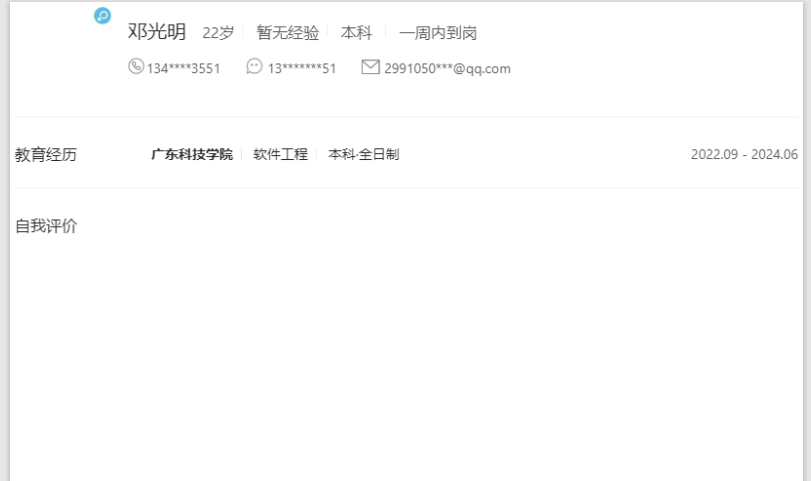 邓光明 22岁 暂无经验 本科 一周内到岗
134****3551 13*******51 2991050***@qq.com
教育经历 广东科技学院 软件工程 本科·全日制 2022.09 - 2024.06
自我评价